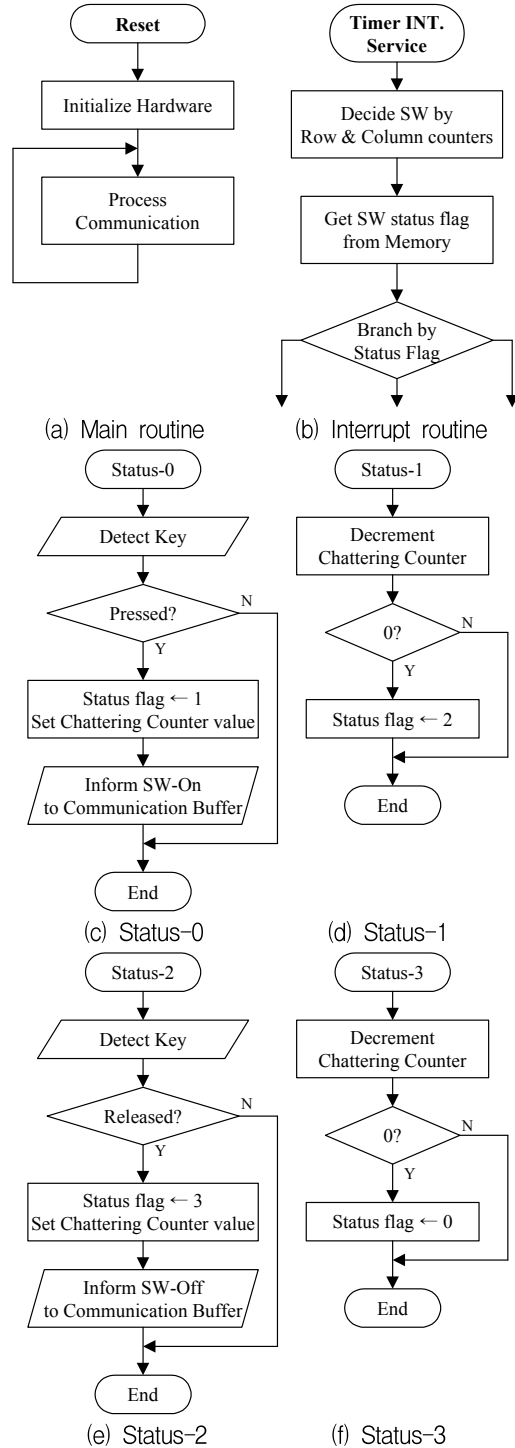 Reset
Initialize Hardware
Process
Communication
(a) Main routine
Timer INT.
Service
Decide SW by
Row & Column counters
Get SW status flag
from Memory
Branch by
Status Flag
(b) Interrupt routine
Status-0
Detect Key
Pressed?
N
Y
Status flag ← 1
Set Chattering Counter value
Inform SW-On
to Communication Buffer
End
(c) Status-0
Status-1
Decrement
Chattering Counter
0?
N
Y
Status flag ← 2
End
(d) Status-1
Status-2
Detect Key
Released?
N
Y
Status flag ← 3
Set Chattering Counter value
Inform SW-Off
to Communication Buffer
End
(e) Status-2
Status-3
Decrement
Chattering Counter
0?
N
Y
Status flag ← 0
End
(f) Status-3